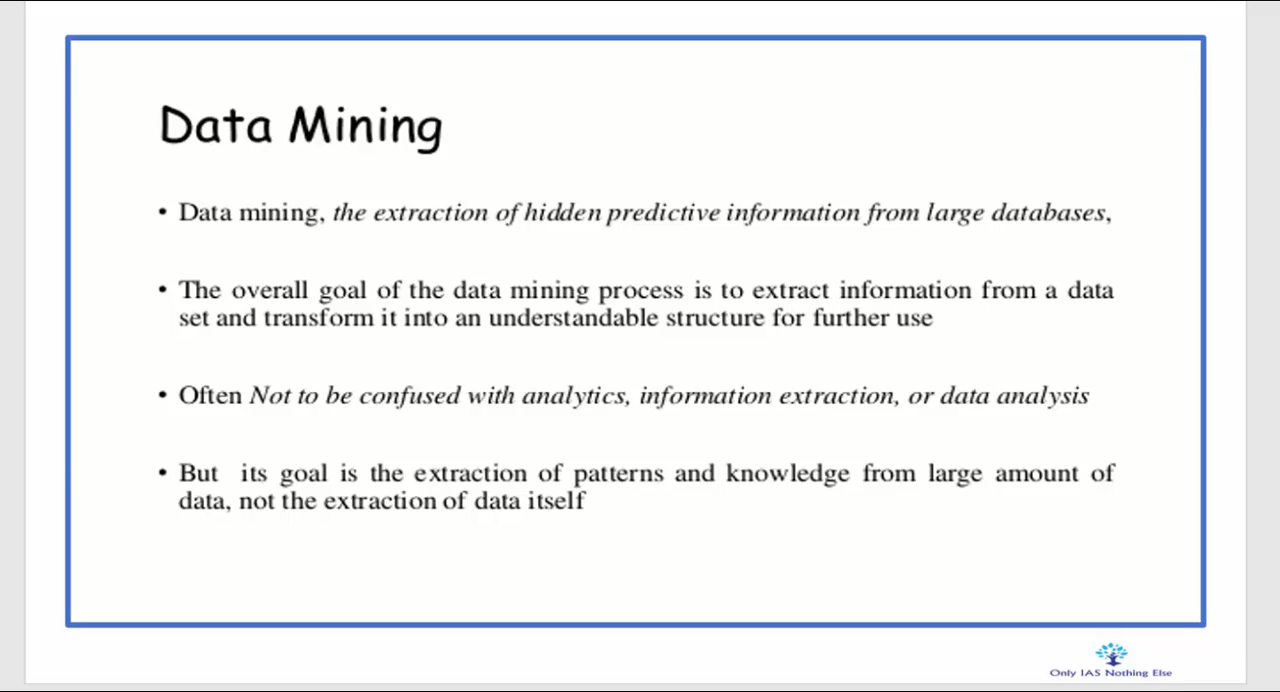 Data Mining
• Data mining, the extraction of hidden predictive information from large databases,
• The overall goal of the data mining process is to extract information from a data
set and transform it into an understandable structure for further use
• Often Not to be confused with analytics, information extraction, or data analysis
• But its goal is the extraction of patterns and knowledge from large amount of
data, not the extraction of data itself
Only IAS Nothing Else